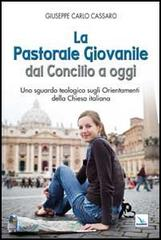 GIUSEPPE CARLO CASSARO
La
Pastorale Giovanile
dal Concilio a oggi
Uno sguardo teologico sugli Orientamenti
della Chiesa italiana